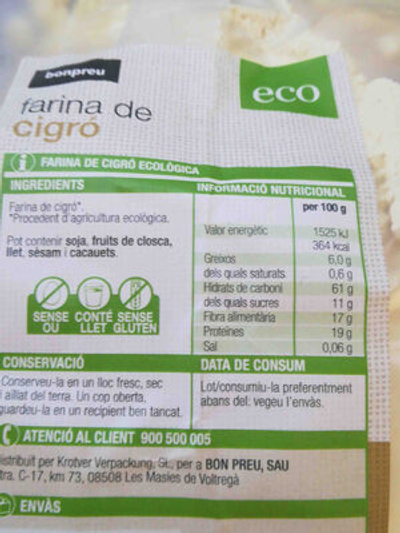 bonpreu
eco
farina de
cigró
i FARINA DE CIGRÓ ECOLÒGICA
INGREDIENTS
Farina de cigró*.
*Procedent d'agricultura ecològica.
Pot contenir soja, fruits de closca,
llet, sèsam i cacauets.
SENSE OU
CONTÉ LLET
SENSE GLUTEN
INFORMACIÓ NUTRICIONAL
per 100 g
Valor energètic 1525 kJ
364 kcal
Greixos 6,0 g
dels quals saturats 0,6 g
Hidrats de carboni 61 g
dels quals sucres 11 g
Fibra alimentària 17 g
Proteïnes 19 g
Sal 0,06 g
CONSERVACIÓ
Conserveu-la en un lloc fresc, sec
i aïllat del terra. Un cop oberta,
guardeu-la en un recipient ben tancat.
DATA DE CONSUM
Lot/consumiu-la preferentment
abans del: vegeu l'envàs.
ATENCIÓ AL CLIENT 900 500 005
istribuït per Krotver Verpackung, SL, per a BON PREU, SAU
tra. C-17, km 73, 08508 Les Masies de Voltregà
ENVÀS